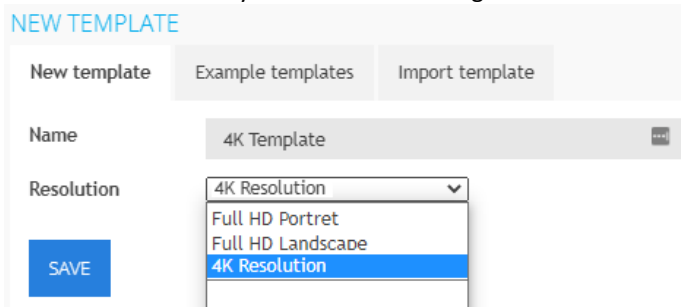 NEW TEMPLATE
New template Example templates Import template
Name 4K Template
Resolution 4K Resolution
Full HD Portret
Full HD Landscape
4K Resolution
SAVE